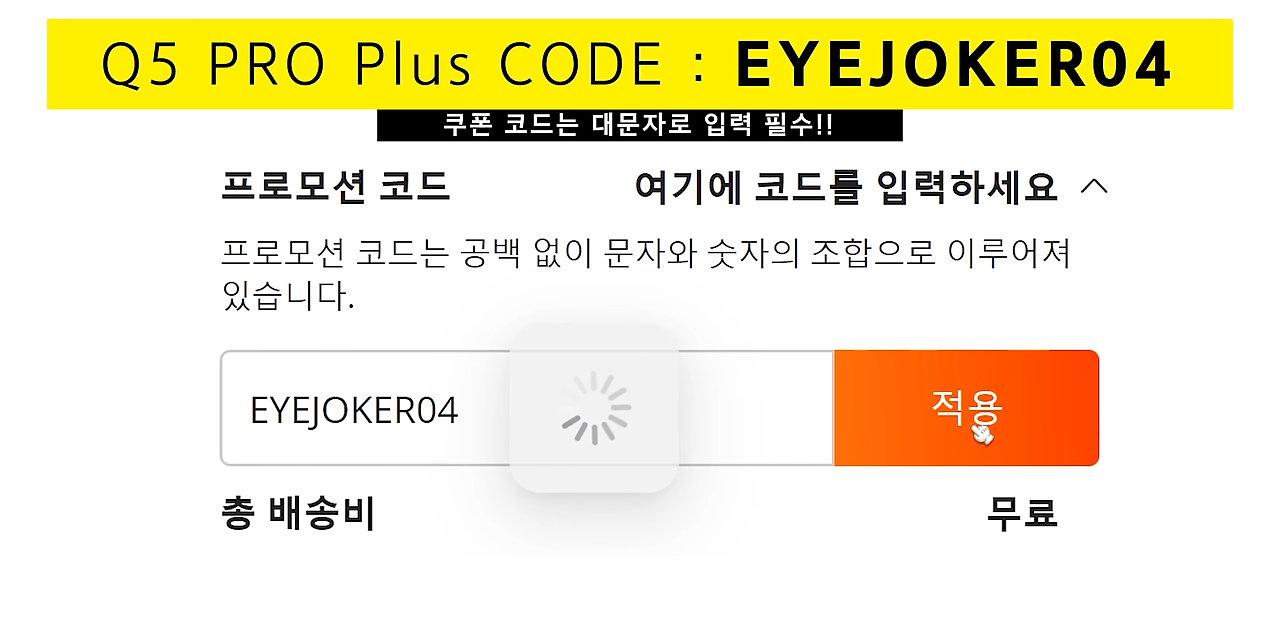 Q5 PRO Plus CODE : EYEJOKER04
쿠폰 코드는 대문자로 입력 필수!!
프로모션 코드 여기에 코드를 입력하세요
프로모션 코드는 공백 없이 문자와 숫자의 조합으로 이루어져
있습니다.
EYEJOKER04 적용
총 배송비 무료